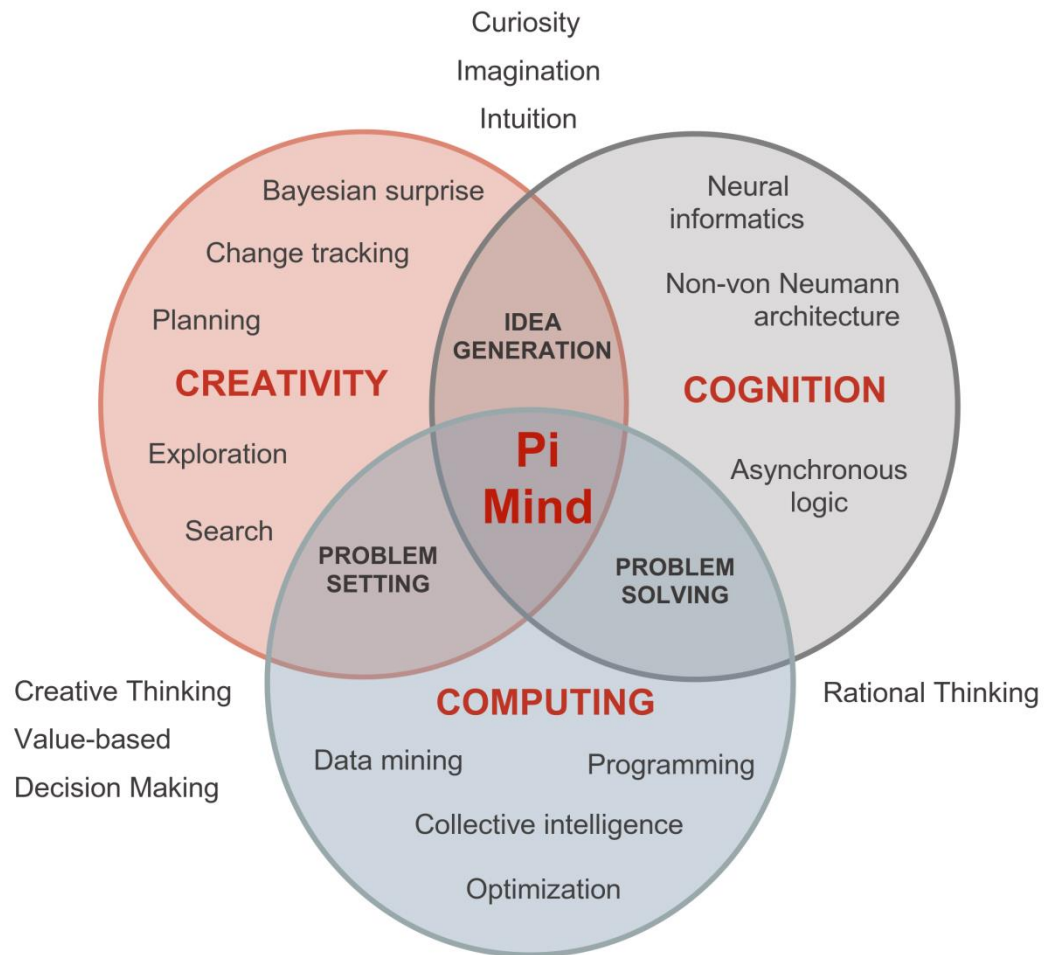 Curiosity
Imagination
Intuition
Bayesian surprise
Change tracking
Planning
CREATIVITY
Exploration
Search
IDEA
GENERATION
Neural
informatics
Non-von Neumann
architecture
COGNITION
Asynchronous
logic
Pi
Mind
PROBLEM
SETTING
PROBLEM
SOLVING
Creative Thinking
Value-based
Decision Making
Rational Thinking
COMPUTING
Data mining
Programming
Collective intelligence
Optimization